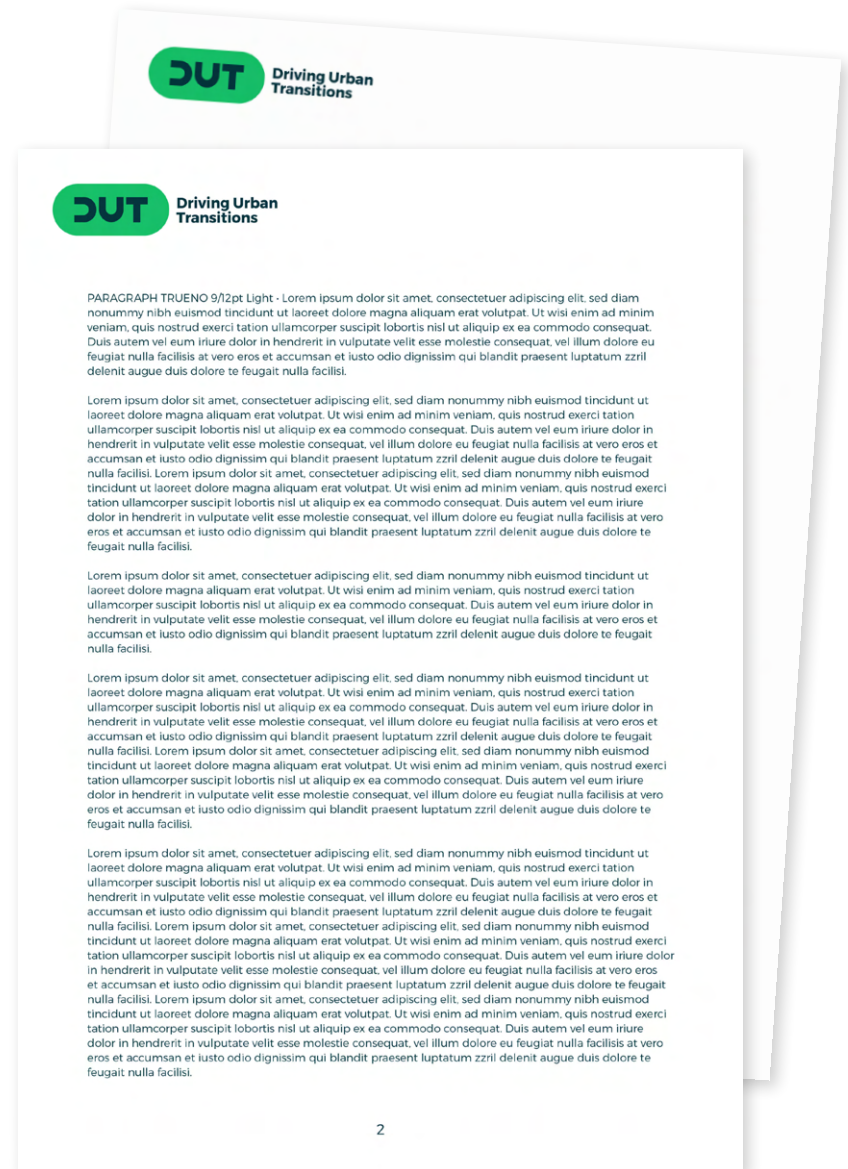 DUT
Driving Urban
Transitions
DUT
Driving Urban
Transitions
PARAGRAPH TRUENO 9/12pt Light - Lorem ipsum dolor sit amet, consectetuer adipiscing elit, sed diam
nonummy nibh euismod tincidunt ut laoreet dolore magna aliquam erat volutpat. Ut wisi enim ad minim
veniam, quis nostrud exerci tation ullamcorper suscipit lobortis nisl ut aliquip ex ea commodo consequat.
Duis autem vel eum iriure dolor in hendrerit in vulputate velit esse molestie consequat, vel illum dolore eu
feugiat nulla facilisis at vero eros et accumsan et iusto odio dignissim qui blandit praesent luptatum zzril
delenit augue duis dolore te feugait nulla facilisi.
Lorem ipsum dolor sit amet, consectetuer adipiscing elit, sed diam nonummy nibh euismod tincidunt ut
laoreet dolore magna aliquam erat volutpat. Ut wisi enim ad minim veniam, quis nostrud exerci tation
ullamcorper suscipit lobortis nisl ut aliquip ex ea commodo consequat. Duis autem vel eum iriure dolor in
hendrerit in vulputate velit esse molestie consequat, vel illum dolore eu feugiat nulla facilisis at vero eros et
accumsan et iusto odio dignissim qui blandit praesent luptatum zzril delenit augue duis dolore te feugait
nulla facilisi. Lorem ipsum dolor sit amet, consectetuer adipiscing elit, sed diam nonummy nibh euismod
tincidunt ut laoreet dolore magna aliquam erat volutpat. Ut wisi enim ad minim veniam, quis nostrud exerci
tation ullamcorper suscipit lobortis nisl ut aliquip ex ea commodo consequat. Duis autem vel eum iriure
dolor in hendrerit in vulputate velit esse molestie consequat, vel illum dolore eu feugiat nulla facilisis at vero
eros et accumsan et iusto odio dignissim qui blandit praesent luptatum zzril delenit augue duis dolore te
feugait nulla facilisi.
Lorem ipsum dolor sit amet, consectetuer adipiscing elit, sed diam nonummy nibh euismod tincidunt ut
laoreet dolore magna aliquam erat volutpat. Ut wisi enim ad minim veniam, quis nostrud exerci tation
ullamcorper suscipit lobortis nisl ut aliquip ex ea commodo consequat. Duis autem vel eum iriure dolor in
hendrerit in vulputate velit esse molestie consequat, vel illum dolore eu feugiat nulla facilisis at vero eros et
accumsan et iusto odio dignissim qui blandit praesent luptatum zzril delenit augue duis dolore te feugait
nulla facilisi.
Lorem ipsum dolor sit amet, consectetuer adipiscing elit, sed diam nonummy nibh euismod tincidunt ut
laoreet dolore magna aliquam erat volutpat. Ut wisi enim ad minim veniam, quis nostrud exerci tation
ullamcorper suscipit lobortis nisl ut aliquip ex ea commodo consequat. Duis autem vel eum iriure dolor in
hendrerit in vulputate velit esse molestie consequat, vel illum dolore eu feugiat nulla facilisis at vero eros et
accumsan et iusto odio dignissim qui blandit praesent luptatum zzril delenit augue duis dolore te feugait
nulla facilisi. Lorem ipsum dolor sit amet, consectetuer adipiscing elit, sed diam nonummy nibh euismod
tincidunt ut laoreet dolore magna aliquam erat volutpat. Ut wisi enim ad minim veniam, quis nostrud exerci
tation ullamcorper suscipit lobortis nisl ut aliquip ex ea commodo consequat. Duis autem vel eum iriure
dolor in hendrerit in vulputate velit esse molestie consequat, vel illum dolore eu feugiat nulla facilisis at vero
eros et accumsan et iusto odio dignissim qui blandit praesent luptatum zzril delenit augue duis dolore te
feugait nulla facilisi.
Lorem ipsum dolor sit amet, consectetuer adipiscing elit, sed diam nonummy nibh euismod tincidunt ut
laoreet dolore magna aliquam erat volutpat. Ut wisi enim ad minim veniam, quis nostrud exerci tation
ullamcorper suscipit lobortis nisl ut aliquip ex ea commodo consequat. Duis autem vel eum iriure dolor in
hendrerit in vulputate velit esse molestie consequat, vel illum dolore eu feugiat nulla facilisis at vero eros et
accumsan et iusto odio dignissim qui blandit praesent luptatum zzril delenit augue duis dolore te feugait
nulla facilisi. Lorem ipsum dolor sit amet, consectetuer adipiscing elit, sed diam nonummy nibh euismod
tincidunt ut laoreet dolore magna aliquam erat volutpat. Ut wisi enim ad minim veniam, quis nostrud exerci
tation ullamcorper suscipit lobortis nisl ut aliquip ex ea commodo consequat. Duis autem vel eum iriure dolor
in hendrerit in vulputate velit esse molestie consequat, vel illum dolore eu feugiat nulla facilisis at vero eros
et accumsan et iusto odio dignissim qui blandit praesent luptatum zzril delenit augue duis dolore te feugait
nulla facilisi. Lorem ipsum dolor sit amet, consectetuer adipiscing elit, sed diam nonummy nibh euismod
tincidunt ut laoreet dolore magna aliquam erat volutpat. Ut wisi enim ad minim veniam, quis nostrud exerci
tation ullamcorper suscipit lobortis nisl ut aliquip ex ea commodo consequat. Duis autem vel eum iriure
dolor in hendrerit in vulputate velit esse molestie consequat, vel illum dolore eu feugiat nulla facilisis at vero
eros et accumsan et iusto odio dignissim qui blandit praesent luptatum zzril delenit augue duis dolore te
feugait nulla facilisi.
2